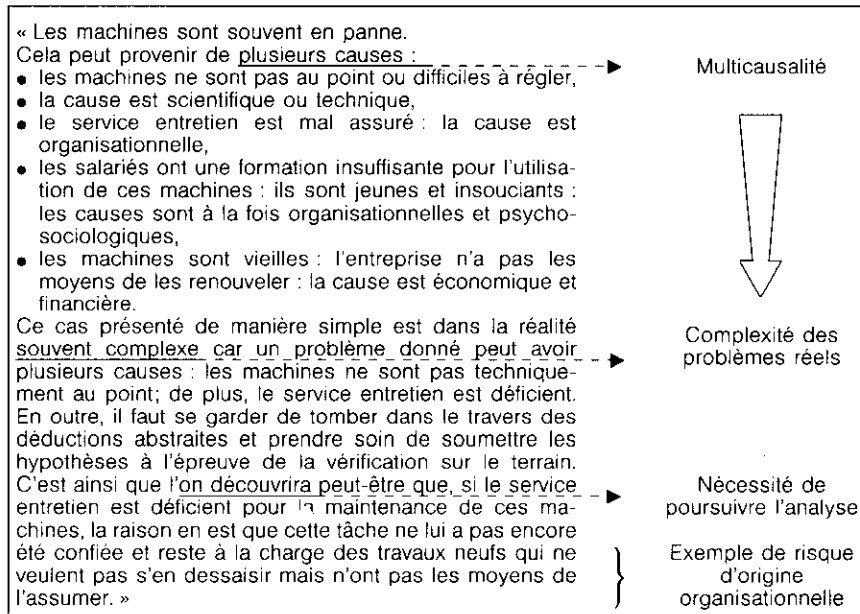 « Les machines sont souvent en panne.
Cela peut provenir de plusieurs causes :
• les machines ne sont pas au point ou difficiles à régler,
• la cause est scientifique ou technique,
• le service entretien est mal assuré : la cause est
organisationnelle,
• les salariés ont une formation insuffisante pour l'utilisa-
tion de ces machines : ils sont jeunes et insouciants :
les causes sont à la fois organisationnelles et psycho-
sociologiques,
• les machines sont vieilles : l'entreprise n'a pas les
moyens de les renouveler : la cause est économique et
financière.
Ce cas présenté de manière simple est dans la réalité
souvent complexe car un problème donné peut avoir
plusieurs causes : les machines ne sont pas technique-
ment au point; de plus, le service entretien est déficient.
En outre, il faut se garder de tomber dans le travers des
déductions abstraites et prendre soin de soumettre les
hypothèses à l'épreuve de la vérification sur le terrain.
C'est ainsi que l'on découvrira peut-être que, si le service
entretien est déficient pour la maintenance de ces ma-
chines, la raison en est que cette tâche ne lui a pas encore
été confiée et reste à la charge des travaux neufs qui ne
veulent pas s'en dessaisir mais n'ont pas les moyens de
l'assumer. »
Multicausalité
Complexité des
problèmes réels
Nécessité de
poursuivre l'analyse
Exemple de risque
d'origine
organisationnelle